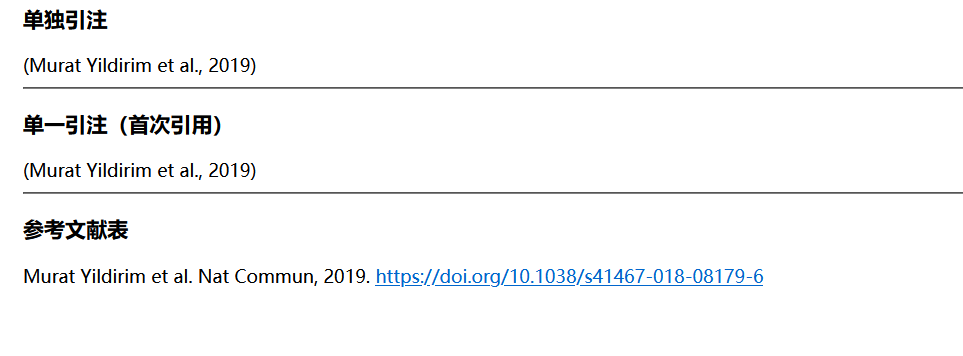 单独引注
(Murat Yildirim et al., 2019)
单一引注（首次引用）
(Murat Yildirim et al., 2019)
参考文献表
Murat Yildirim et al. Nat Commun, 2019. https://doi.org/10.1038/s41467-018-08179-6